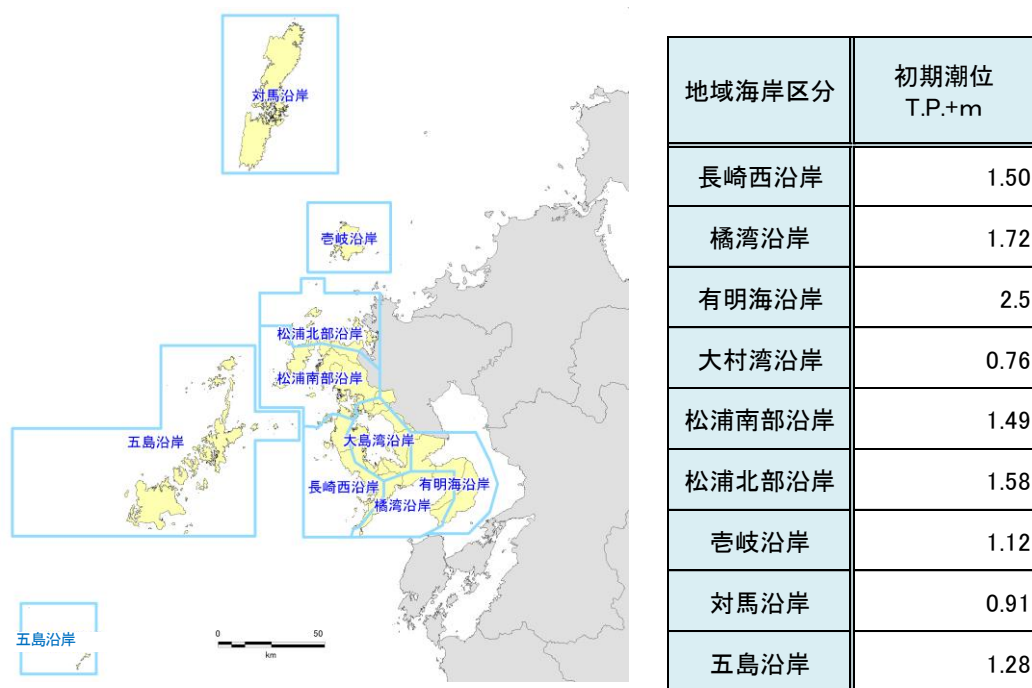 対馬沿岸
壱岐沿岸
松浦北部沿岸
松浦南部沿岸
五島沿岸
大島湾沿岸
長崎西沿岸
有明海沿岸
橘湾沿岸
五島沿岸
0 50
km
地域海岸区分 初期潮位
T.P.+m
長崎西沿岸 1.50
橘湾沿岸 1.72
有明海沿岸 2.5
大村湾沿岸 0.76
松浦南部沿岸 1.49
松浦北部沿岸 1.58
壱岐沿岸 1.12
対馬沿岸 0.91
五島沿岸 1.28